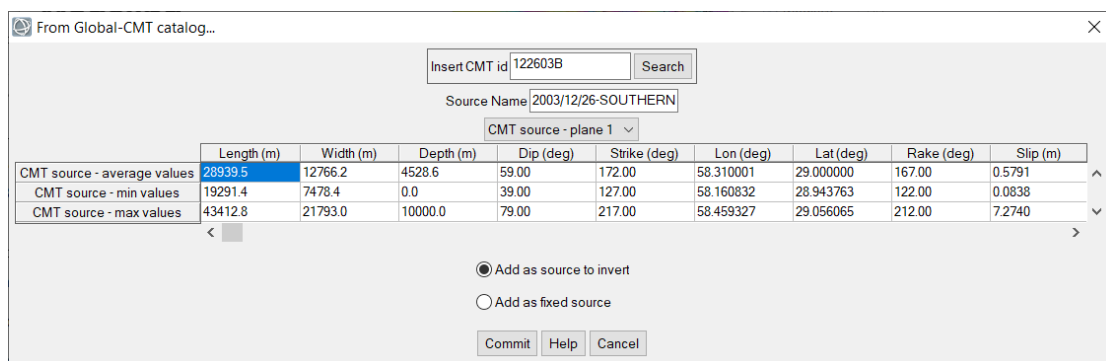 From Global-CMT catalog...
Insert CMT id 122603B Search
Source Name 2003/12/26-SOUTHERN
CMT source - plane 1
Length (m) Width (m) Depth (m) Dip (deg) Strike (deg) Lon (deg) Lat (deg) Rake (deg) Slip (m)
CMT source - average values 28939.5 12766.2 4528.6 59.00 172.00 58.310001 29.000000 167.00 0.5791
CMT source - min values 19291.4 7478.4 0.0 39.00 127.00 58.160832 28.943763 122.00 0.0838
CMT source - max values 43412.8 21793.0 10000.0 79.00 217.00 58.459327 29.056065 212.00 7.2740
Add as source to invert
Add as fixed source
Commit Help Cancel